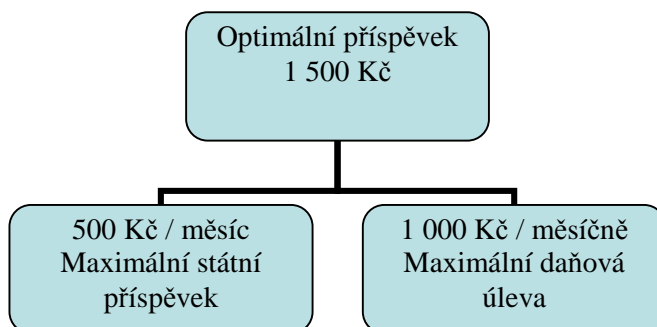 Optimální příspěvek
1 500 Kč
500 Kč / měsíc
Maximální státní
příspěvek
1 000 Kč / měsíčně
Maximální daňová
úleva